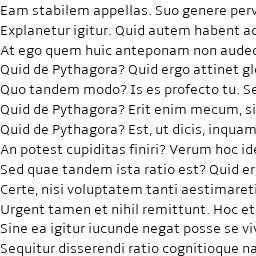 Eam stabilem appellas. Suo genere perv
Explanetur igitur. Quid autem habent ad
At ego quem huic anteponam non audeo
Quid de Pythagora? Quid ergo attinet glo
Quo tandem modo? Is es profecto tu. Se
Quid de Pythagora? Erit enim mecum, si
Quid de Pythagora? Est, ut dicis, inquam
An potest cupiditas finiri? Verum hoc ide
Sed quae tandem ista ratio est? Quid er
Certe, nisi voluptatem tanti aestimareti
Urgent tamen et nihil remittunt. Hoc et
Sine ea igitur iucunde negat posse se viv
Sequitur disserendi ratio cognitioque na